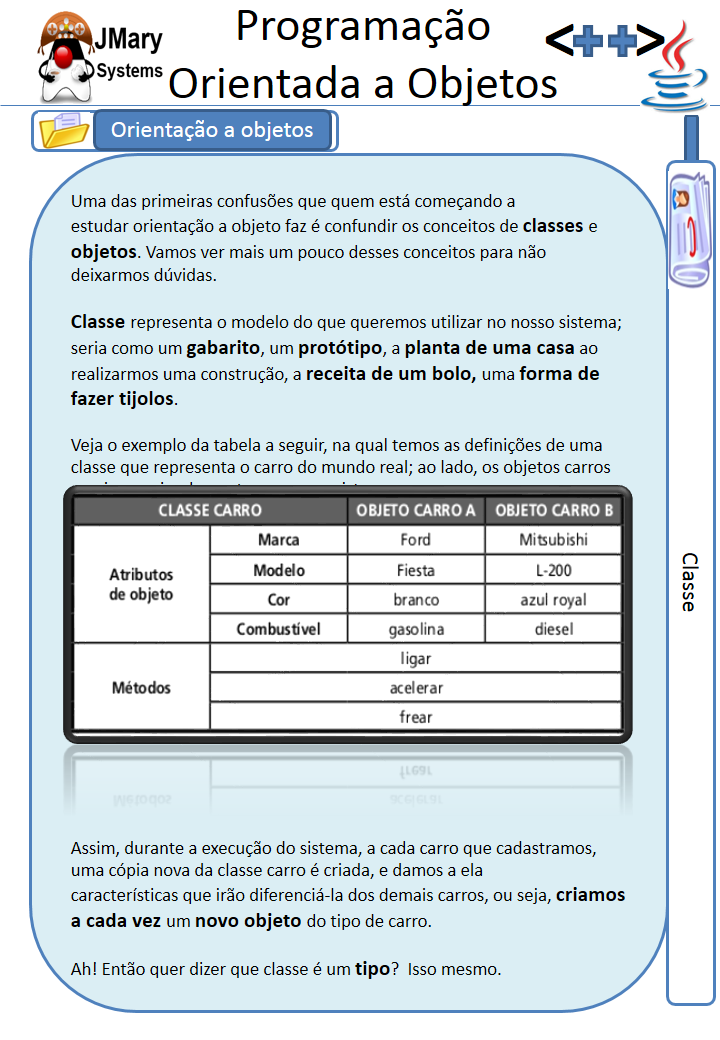 JMary
Systems
Programação
Orientada a Objetos
<++>
Orientação a objetos
Uma das primeiras confusões que quem está começando a
estudar orientação a objeto faz é confundir os conceitos de classes e
objetos. Vamos ver mais um pouco desses conceitos para não
deixarmos dúvidas.
Classe representa o modelo do que queremos utilizar no nosso sistema;
seria como um gabarito, um protótipo, a planta de uma casa ao
realizarmos uma construção, a receita de um bolo, uma forma de
fazer tijolos.
Veja o exemplo da tabela a seguir, na qual temos as definições de uma
classe que representa o carro do mundo real; ao lado, os objetos carros
CLASSE CARRO OBJETO CARRO A OBJETO CARRO B
Atributos
de objeto
Marca Ford Mitsubishi
Modelo Fiesta L-200
Cor branco azul royal
Combustível gasolina diesel
Métodos
ligar
acelerar
frear
Assim, durante a execução do sistema, a cada carro que cadastramos,
uma cópia nova da classe carro é criada, e damos a ela
características que irão diferenciá-la dos demais carros, ou seja, criamos
a cada vez um novo objeto do tipo de carro.
Ah! Então quer dizer que classe é um tipo? Isso mesmo.
Classe